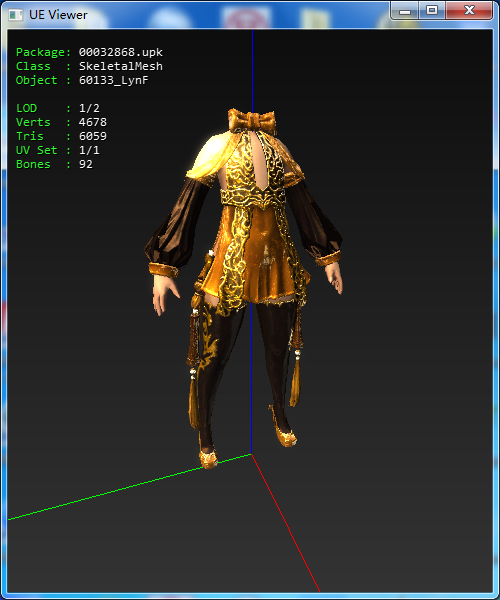 UE Viewer
Package: 00032868.upk
Class  : SkeletalMesh
Object : 60133_LynF
LOD    : 1/2
Verts  : 4678
Tris   : 6059
UV Set : 1/1
Bones  : 92